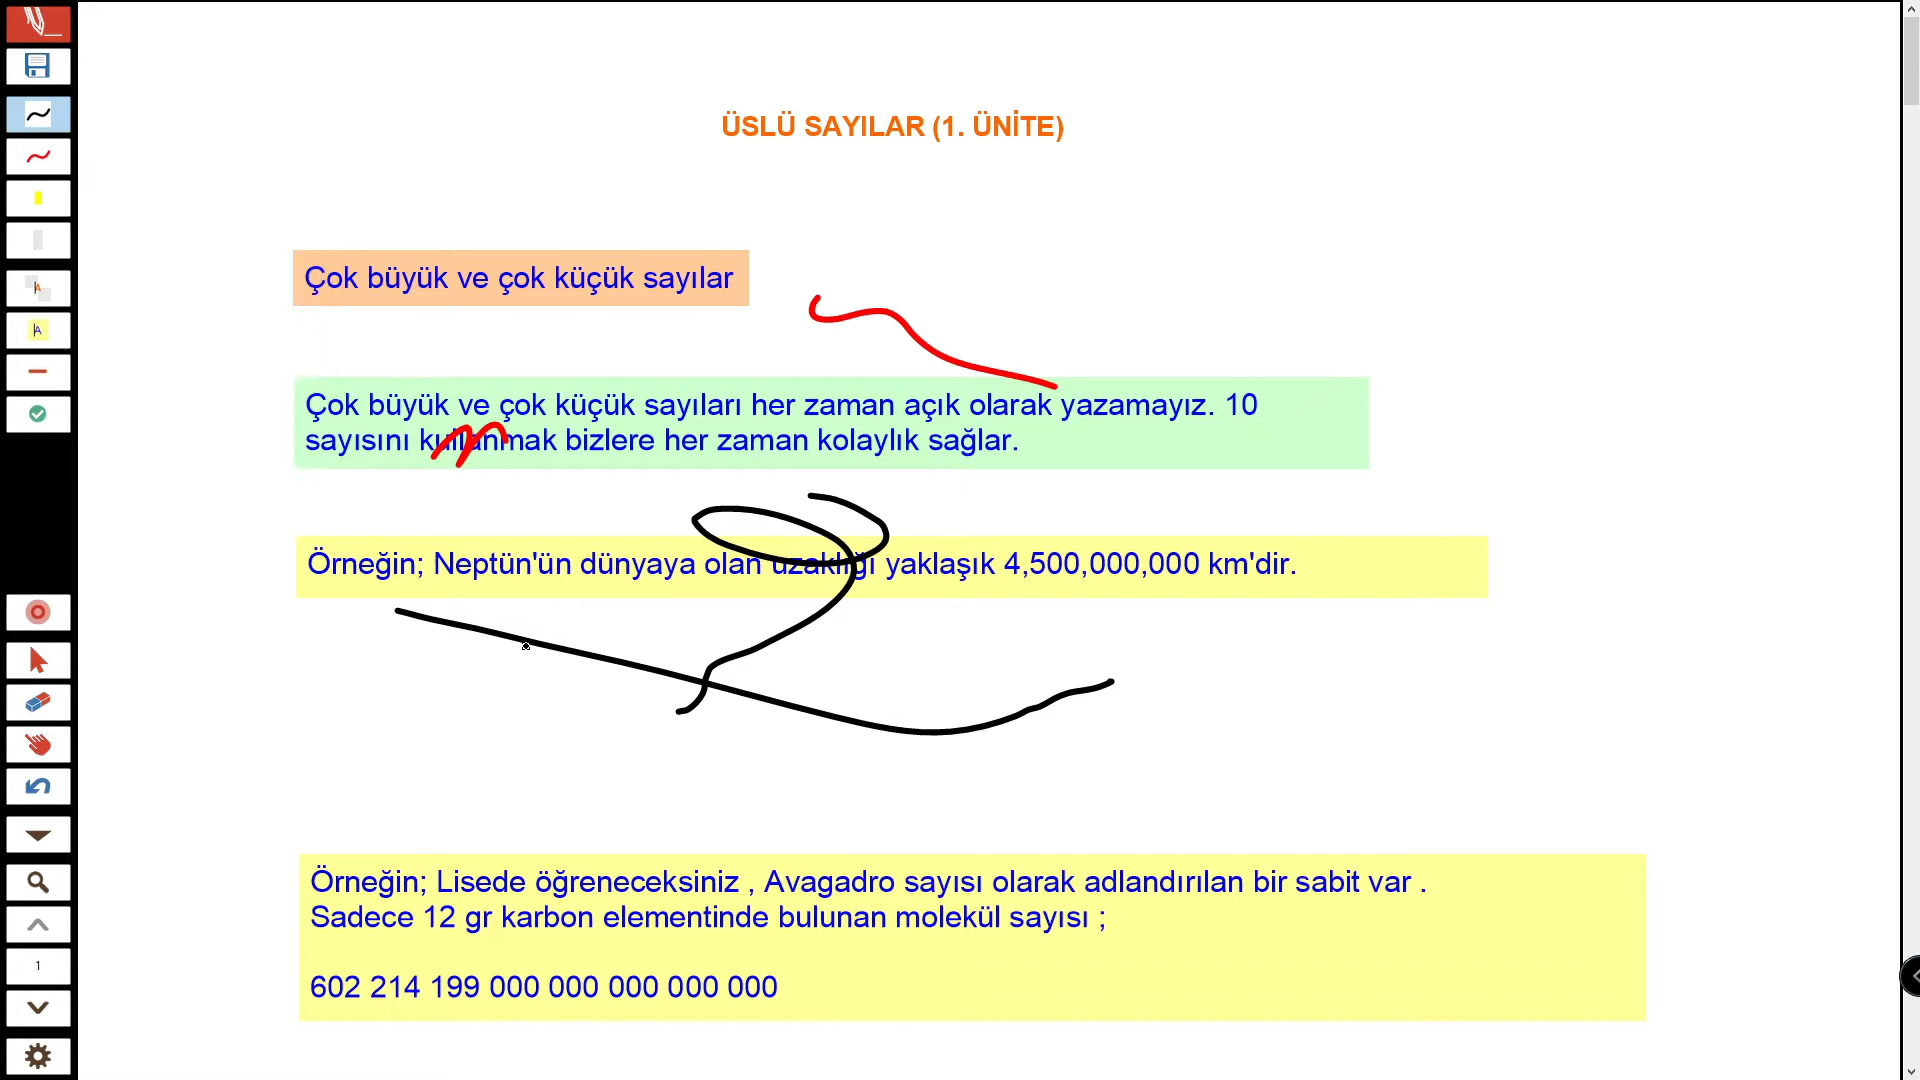 ÜSLÜ SAYILAR (1. ÜNİTE)
Çok büyük ve çok küçük sayılar
Çok büyük ve çok küçük sayıları her zaman açık olarak yazamayız. 10
sayısını kullanmak bizlere her zaman kolaylık sağlar.
Örneğin; Neptün'ün dünyaya olan uzaklığı yaklaşık 4,500,000,000 km'dir.
Örneğin; Lisede öğreneceksiniz , Avagadro sayısı olarak adlandırılan bir sabit var .
Sadece 12 gr karbon elementinde bulunan molekül sayısı ;
602 214 199 000 000 000 000 000
A
A
1